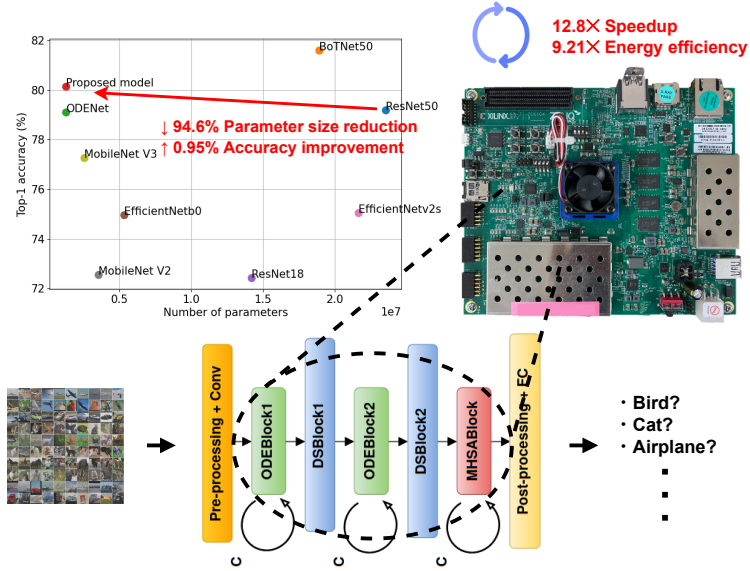 12.8× Speedup
9.21× Energy efficiency
82
80
78
76
74
72
Top-1 accuracy (%)
BoTNet50
Proposed model
ODENet
ResNet50
↓ 94.6% Parameter size reduction
↑ 0.95% Accuracy improvement
MobileNet V3
EfficientNetb0
EfficientNetv2s
MobileNet V2
ResNet18
0.5
1.0
1.5
2.0
1e7
Number of parameters
XILINX
Pre-processing + Conv
ODEBlock1
DSBlock1
ODEBlock2
DSBlock2
MHSABlock
Post-processing + FC
C
C
C
· Bird?
· Cat?
· Airplane?